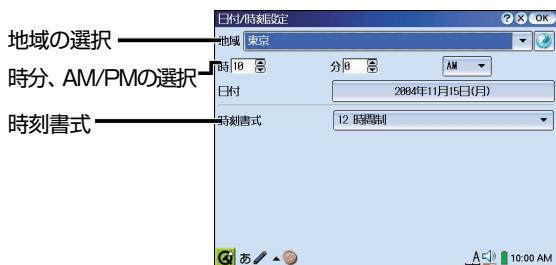 日付/時刻設定 ? × OK
地域の選択
地域 東京
時分、AM/PMの選択
時 10 分 0 AM
日付 2004年11月15日(月)
時刻書式
時刻書式 12 時間制
あ A 10:00 AM